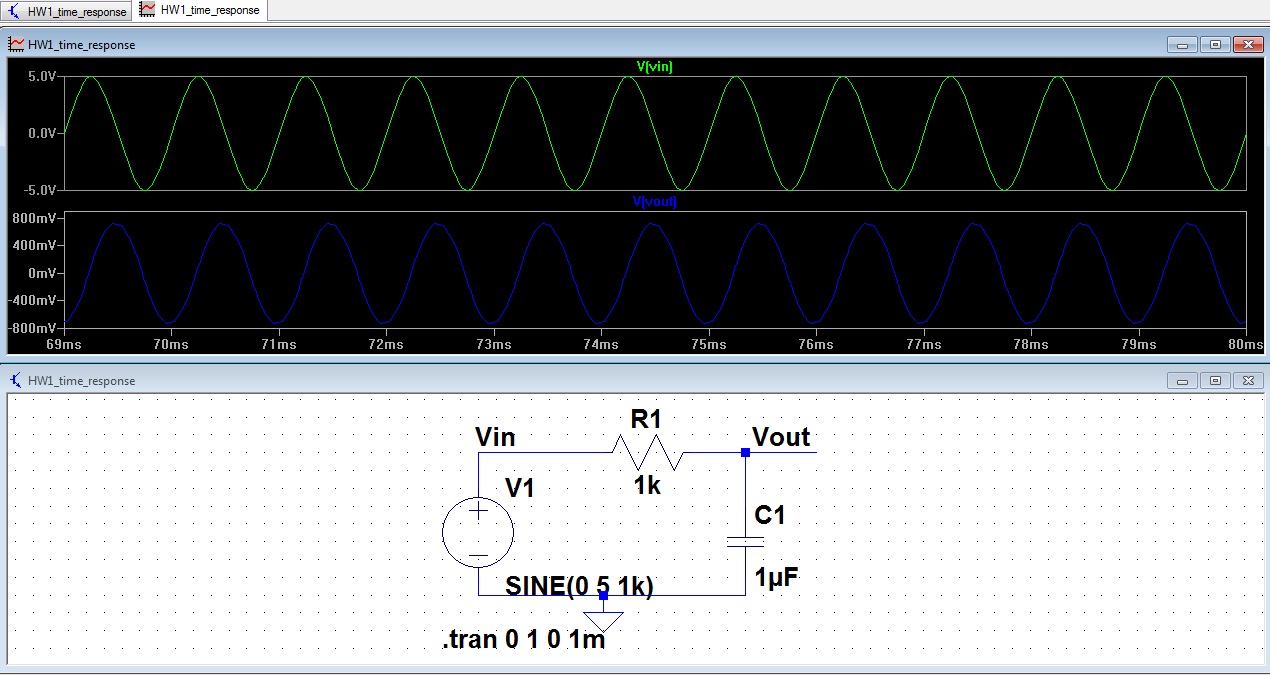 HW1_time_response HW1_time_response
HW1_time_response
V(vin)
5.0V
0.0V
-5.0V
V(vout)
800mV
400mV
0mV
-400mV
-800mV
69ms 70ms 71ms 72ms 73ms 74ms 75ms 76ms 77ms 78ms 79ms 80ms
HW1_time_response
R1
Vin
Vout
1k
V1
C1
1µF
SINE(0 5 1k)
.tran 0 1 0 1m